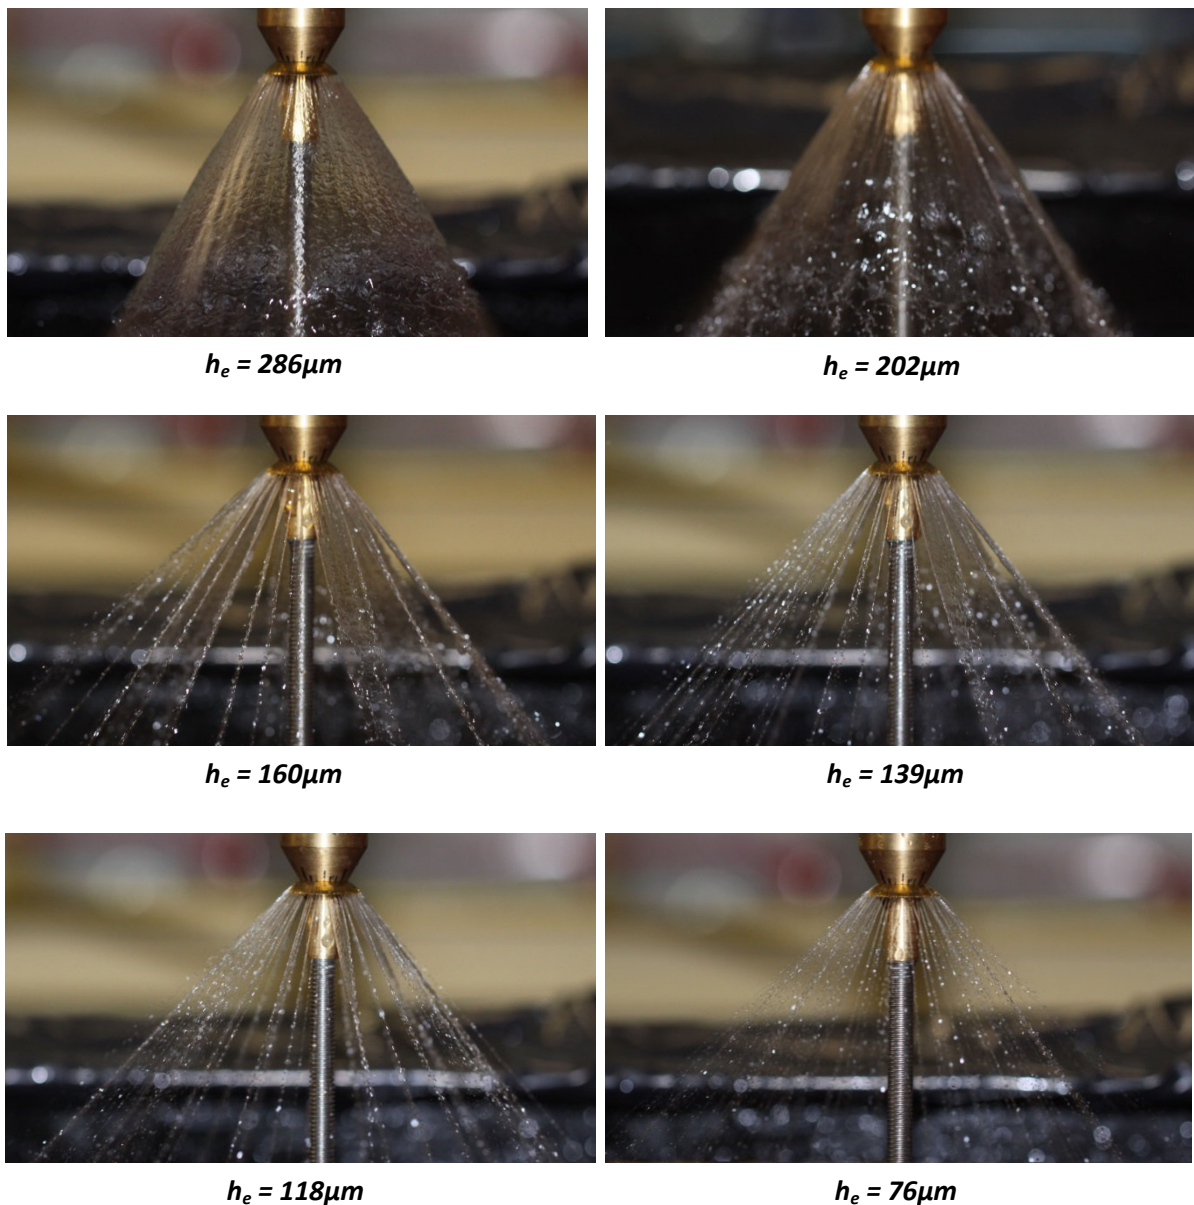 hₑ = 286μm
hₑ = 202μm
hₑ = 160μm
hₑ = 139μm
hₑ = 118μm
hₑ = 76μm